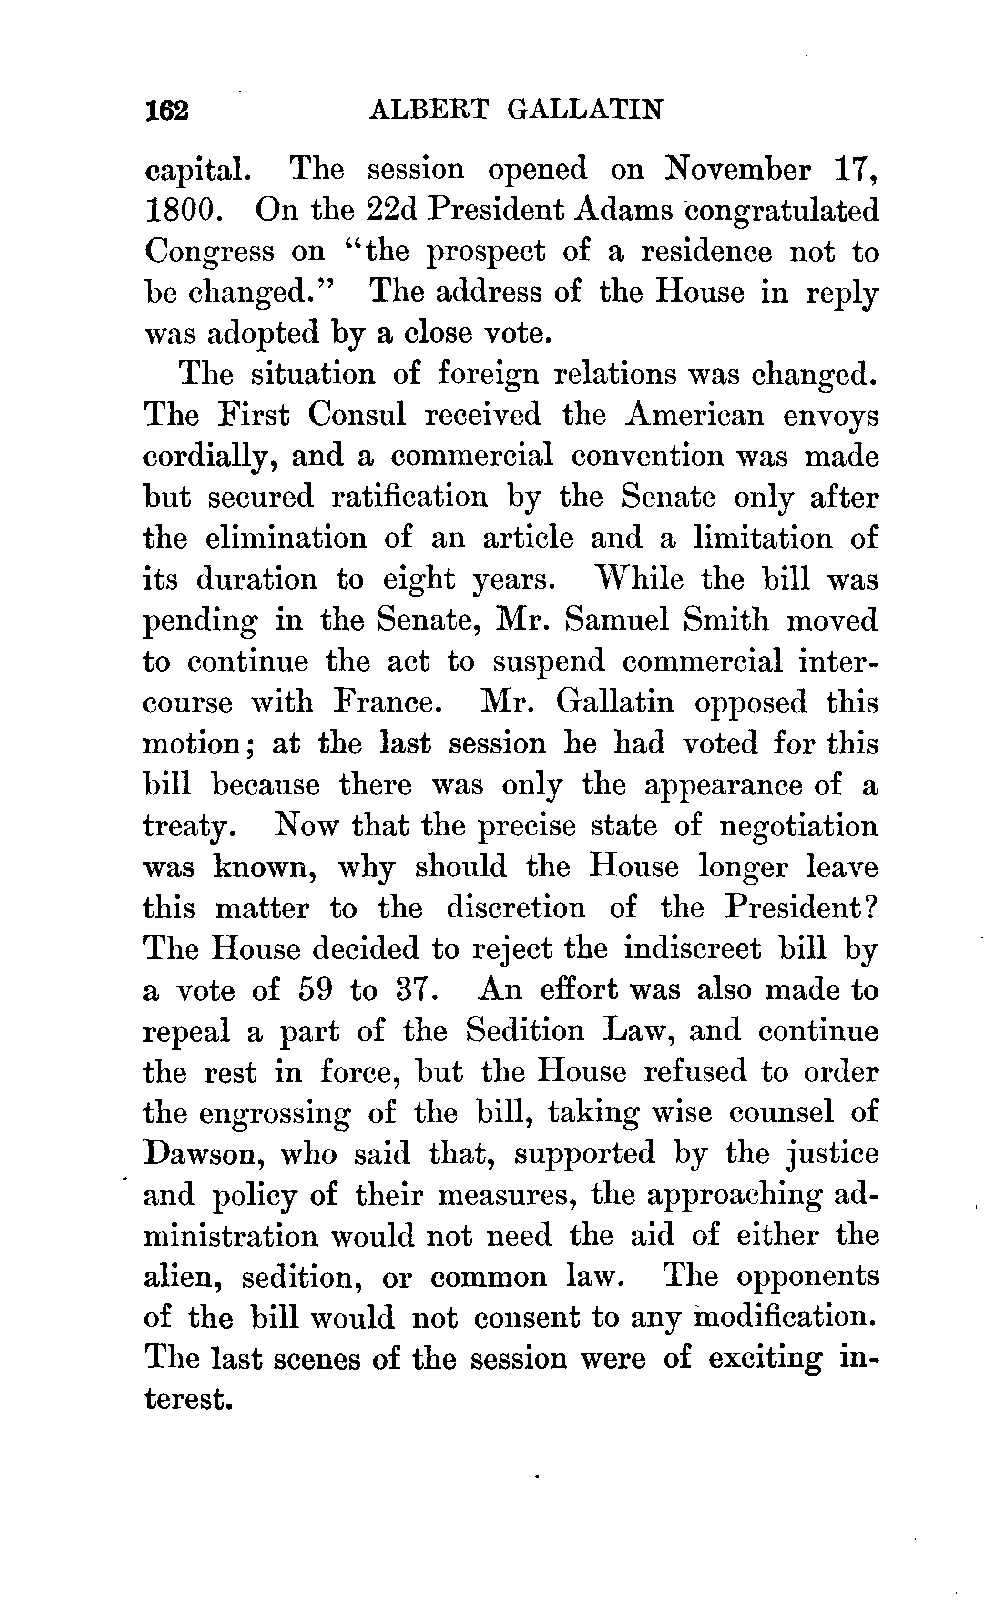 162 ALBERT GALLATIN
capital. The session opened on November 17,
1800. On the 22d President Adams congratulated
Congress on "the prospect of a residence not to
be changed." The address of the House in reply
was adopted by a close vote.
The situation of foreign relations was changed.
The First Consul received the American envoys
cordially, and a commercial convention was made
but secured ratification by the Senate only after
the elimination of an article and a limitation of
its duration to eight years. While the bill was
pending in the Senate, Mr. Samuel Smith moved
to continue the act to suspend commercial inter-
course with France. Mr. Gallatin opposed this
motion; at the last session he had voted for this
bill because there was only the appearance of a
treaty. Now that the precise state of negotiation
was known, why should the House longer leave
this matter to the discretion of the President?
The House decided to reject the indiscreet bill by
a vote of 59 to 37. An effort was also made to
repeal a part of the Sedition Law, and continue
the rest in force, but the House refused to order
the engrossing of the bill, taking wise counsel of
Dawson, who said that, supported by the justice
and policy of their measures, the approaching ad-
ministration would not need the aid of either the
alien, sedition, or common law. The opponents
of the bill would not consent to any modification.
The last scenes of the session were of exciting in-
terest.